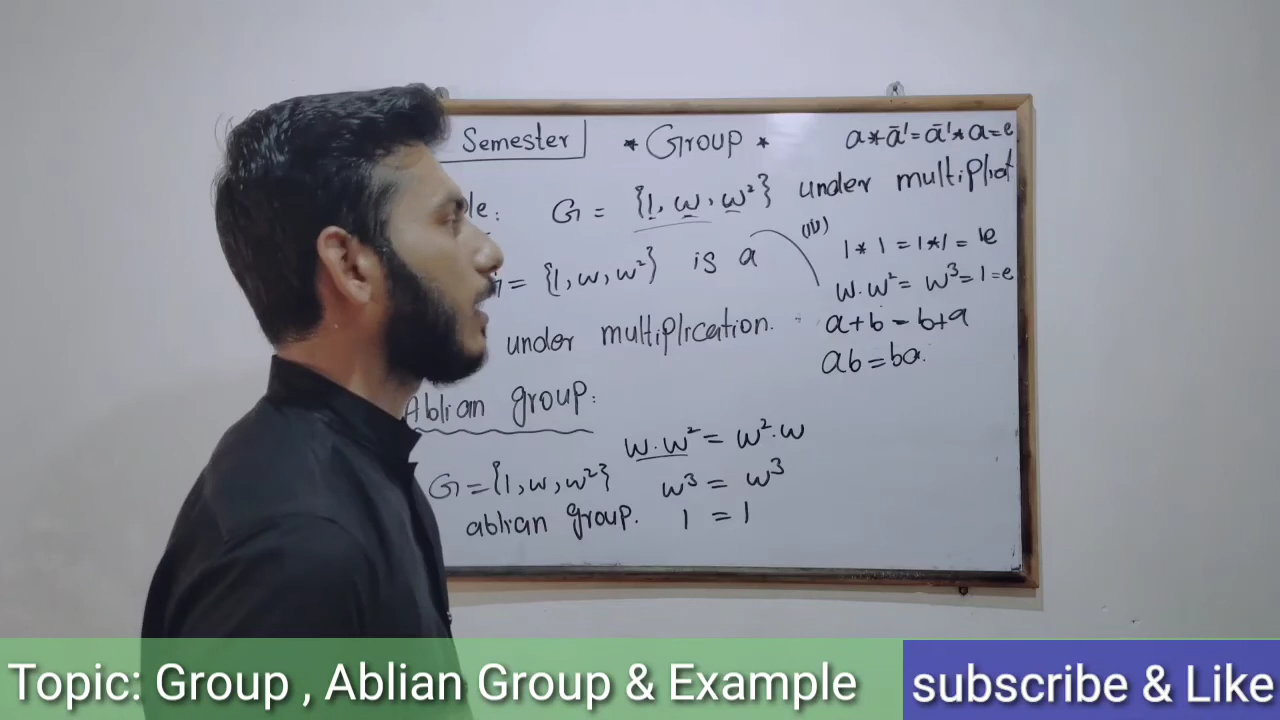 Semester * Group * a * a⁻¹ = a⁻¹ * a = e
G = {1, ω, ω²} under multiplicat
(iv) 1 * 1 = 1 * 1 = 1e
= {1, ω, ω²} is a
ω.ω² = ω³ = 1 = e
under multiplication.
a+b = b+a
ab = ba.
Ablian group:
ω.ω² = ω².ω
G = {1, ω, ω²} ω³ = ω³
ablian group. 1 = 1
Topic: Group , Ablian Group & Example
subscribe & Like